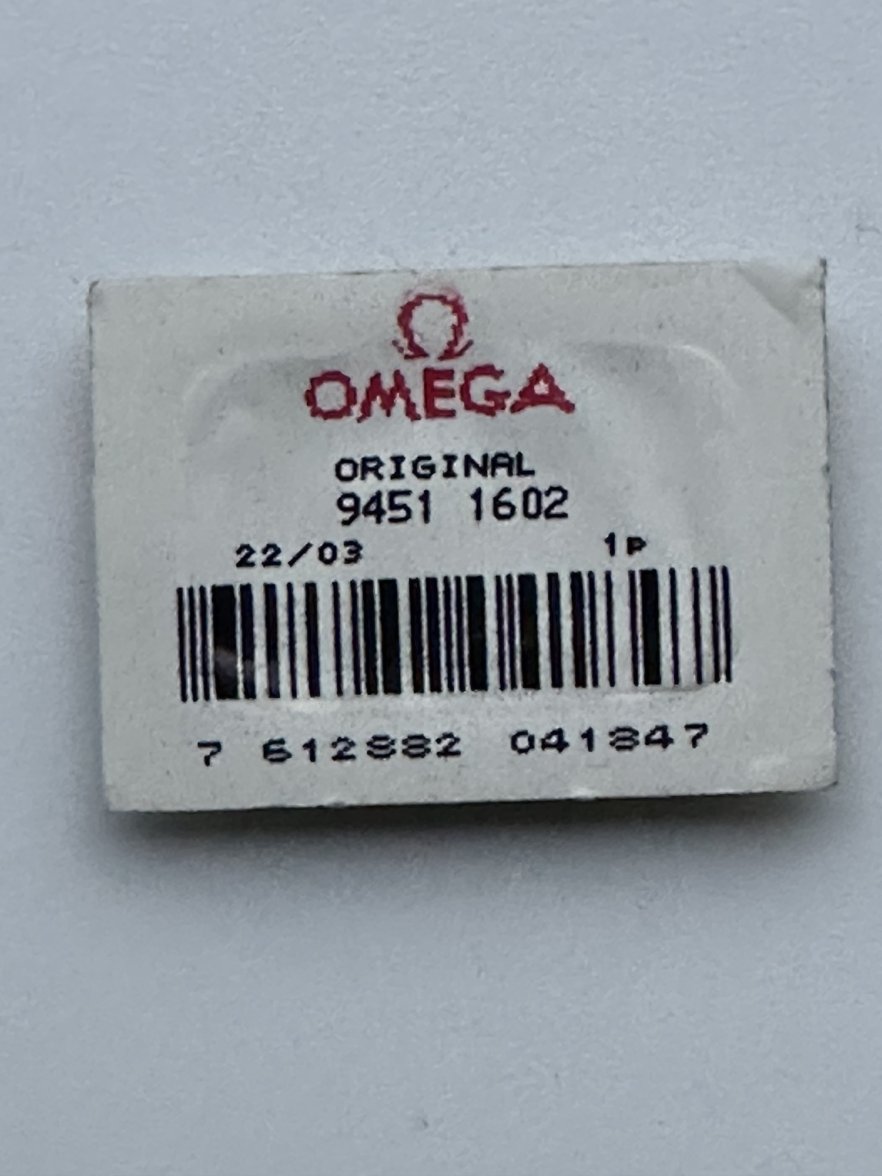 Ω
OMEGA
ORIGINAL
9451 1602
22/03 1P
7 612882 041847